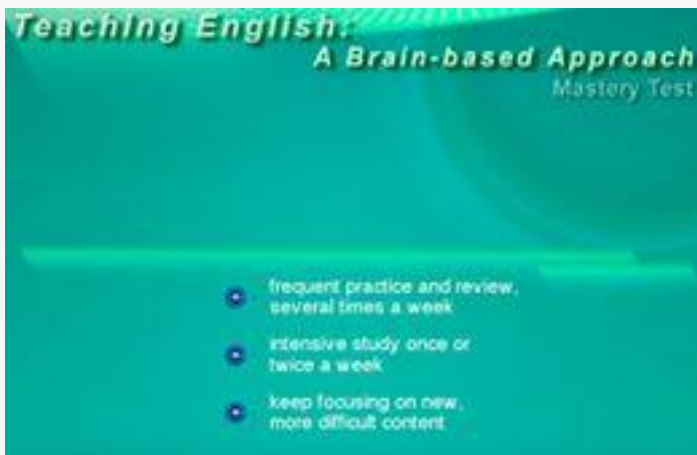 Teaching English:
A Brain-based Approach
Mastery Test
frequent practice and review,
several times a week
intensive study once or
twice a week
keep focusing on new,
more difficult content